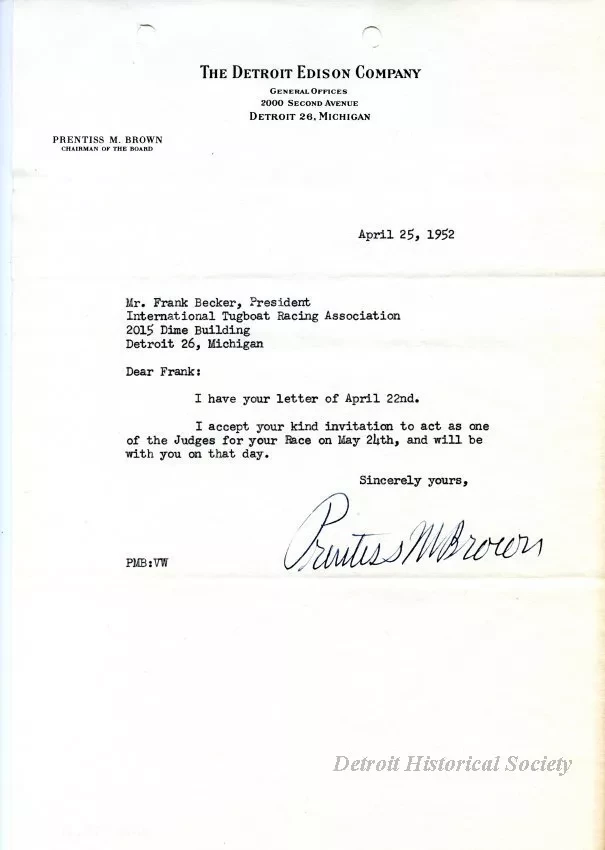 THE DETROIT EDISON COMPANY
GENERAL OFFICES
2000 SECOND AVENUE
DETROIT 26, MICHIGAN
PRENTISS M. BROWN
CHAIRMAN OF THE BOARD
April 25, 1952
Mr. Frank Becker, President
International Tugboat Racing Association
2015 Dime Building
Detroit 26, Michigan
Dear Frank:
I have your letter of April 22nd.
I accept your kind invitation to act as one
of the Judges for your Race on May 24th, and will be
with you on that day.
Sincerely yours,
Prentiss M Brown
PMB:VW
Detroit Historical Society